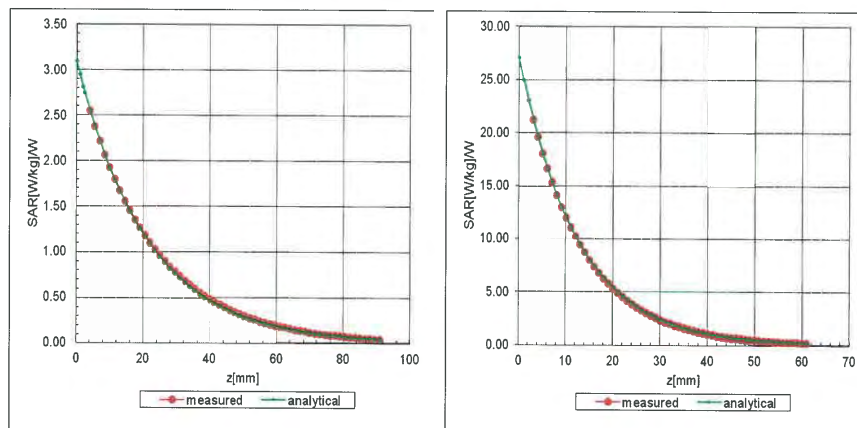 3.50
3.00
2.50
2.00
1.50
1.00
0.50
0.00
SAR[W/kg]/W
0 20 40 60 80 100
z[mm]
measured analytical
30.00
25.00
20.00
15.00
10.00
5.00
0.00
SAR[W/kg]/W
0 10 20 30 40 50 60 70
z[mm]
measured analytical